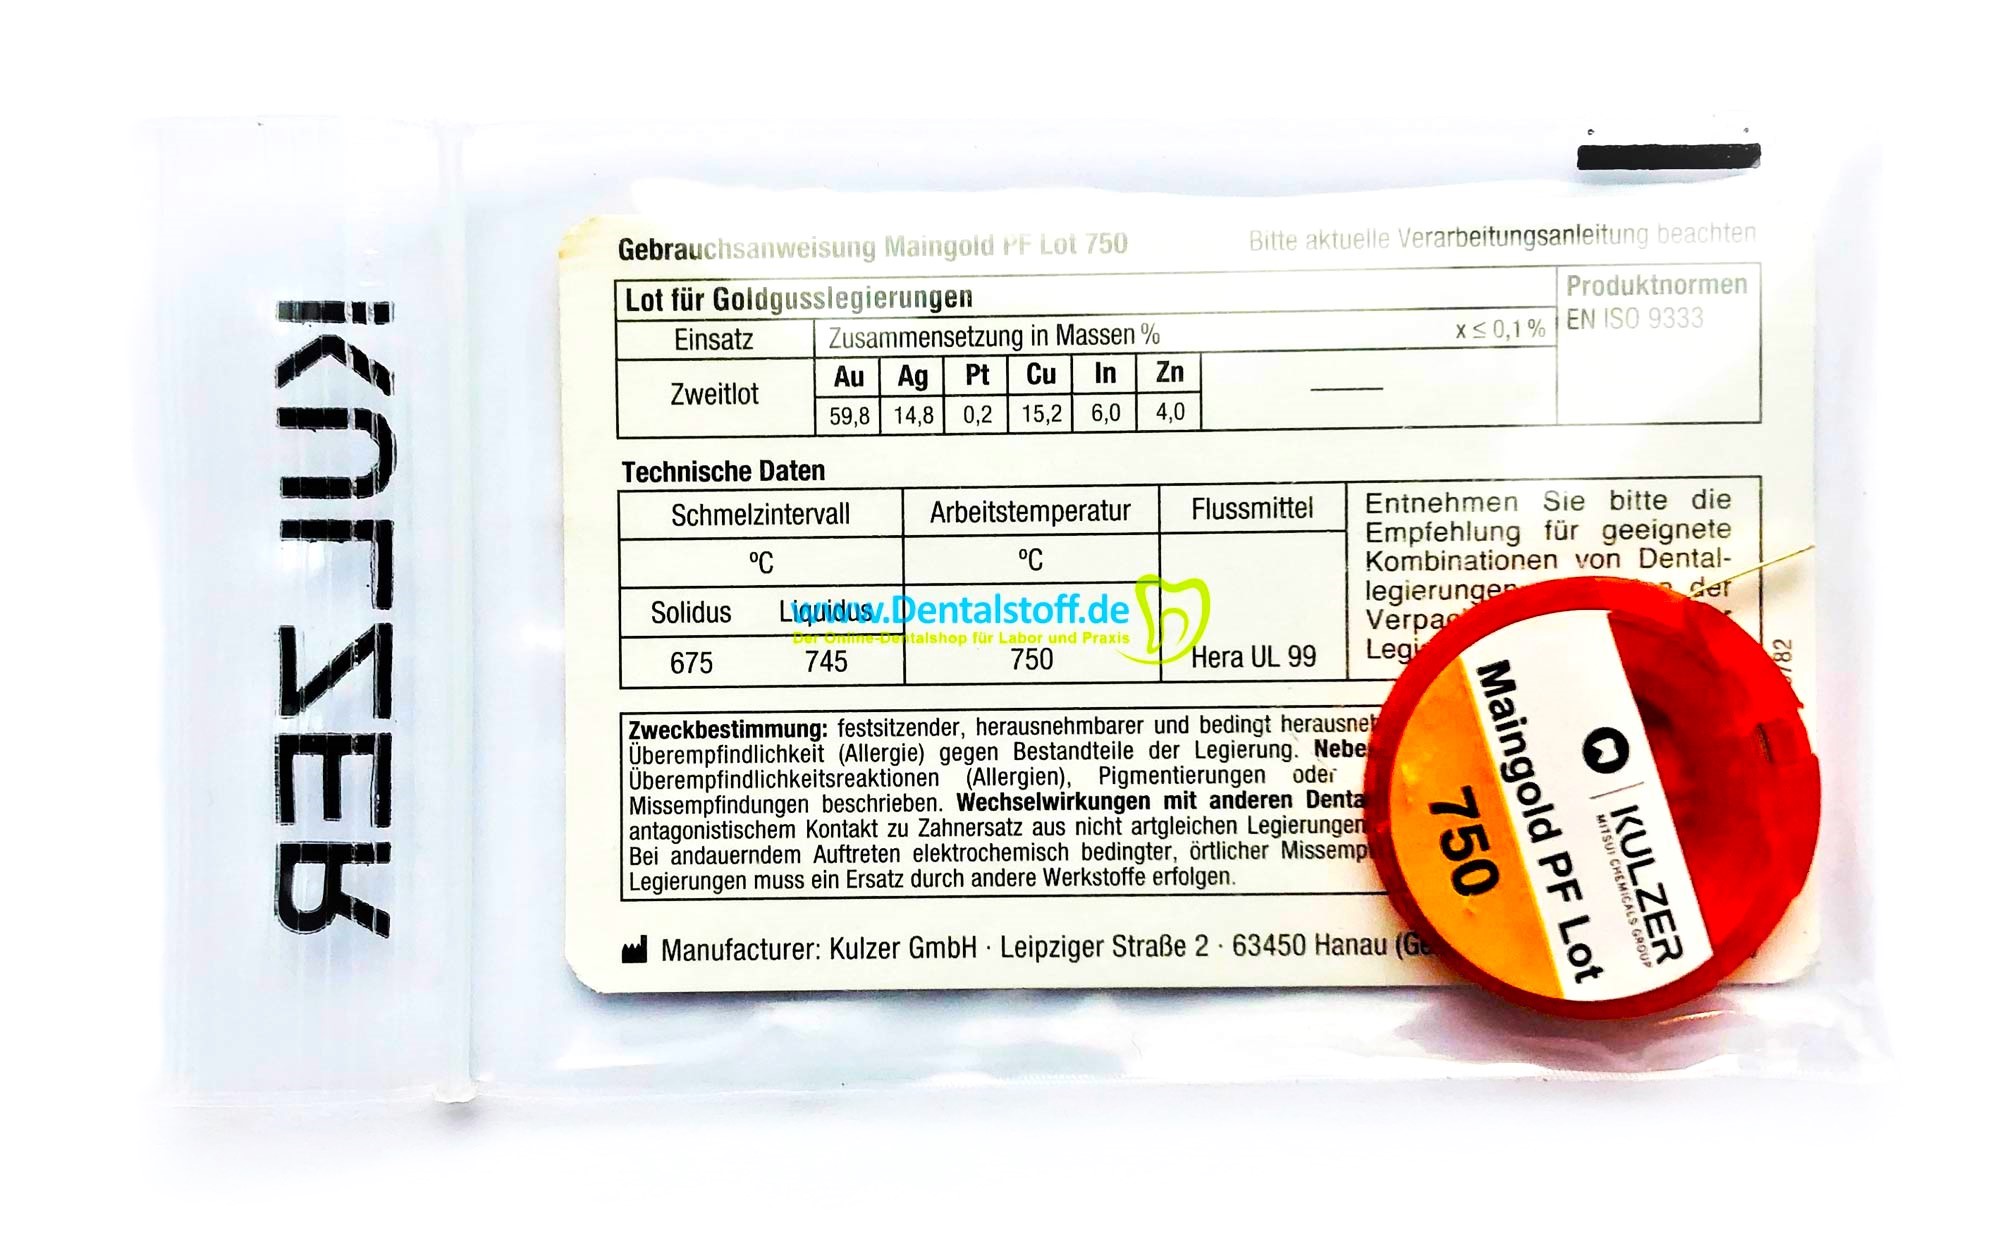 KULZER
Gebrauchsanweisung Maingold PF Lot 750
Bitte aktuelle Verarbeitungsanleitung beachten
Lot für Goldgusslegierungen
Produktnormen
EN ISO 9333
Einsatz
Zusammensetzung in Massen % x ≤ 0,1 %
Zweitlot
Au Ag Pt Cu In Zn
59,8 14,8 0,2 15,2 6,0 4,0
Technische Daten
Schmelzintervall Arbeitstemperatur Flussmittel
ºC ºC
Solidus Liquidus
675 745 750 Hera UL 99
Entnehmen Sie bitte die
Empfehlung für geeignete
Kombinationen von Dental-
der
www.Dentalstoff.de
Der Online-Dentalshop für Labor und Praxis
Zweckbestimmung: festsitzender, herausnehmbarer und bedingt
Überempfindlichkeit (Allergie) gegen Bestandteile der Legierung.
Überempfindlichkeitsreaktionen (Allergien), Pigmentierungen oder
Missempfindungen beschrieben. Wechselwirkungen mit anderen
antagonistischem Kontakt zu Zahnersatz aus nicht artgleichen Legierungen
Bei andauerndem Auftreten elektrochemisch bedingter, örtlicher
Legierungen muss ein Ersatz durch andere Werkstoffe erfolgen.
Manufacturer: Kulzer GmbH · Leipziger Straße 2 · 63450 Hanau
KULZER
MITSUI CHEMICALS GROUP
Maingold PF Lot
750